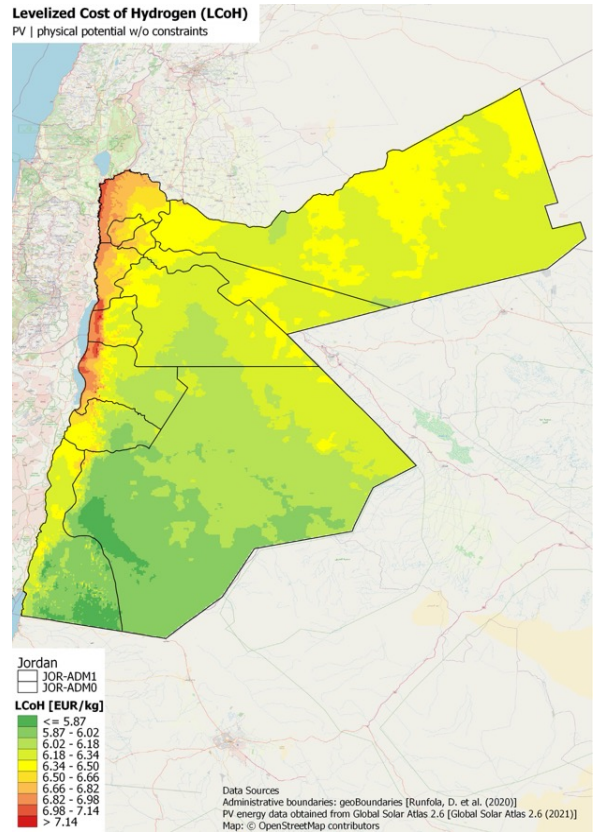 Levelized Cost of Hydrogen (LCoH)
PV | physical potential w/o constraints
Jordan
JOR-ADM1
JOR-ADM0
LCoH [EUR/kg]
<= 5.87
5.87 - 6.02
6.02 - 6.18
6.18 - 6.34
6.34 - 6.50
6.50 - 6.66
6.66 - 6.82
6.82 - 6.98
6.98 - 7.14
> 7.14
Data Sources
Administrative boundaries: geoBoundaries [Runfola, D. et al. (2020)]
PV energy data obtained from Global Solar Atlas 2.6 [Global Solar Atlas 2.6 (2021)]
Map: © OpenStreetMap contributors